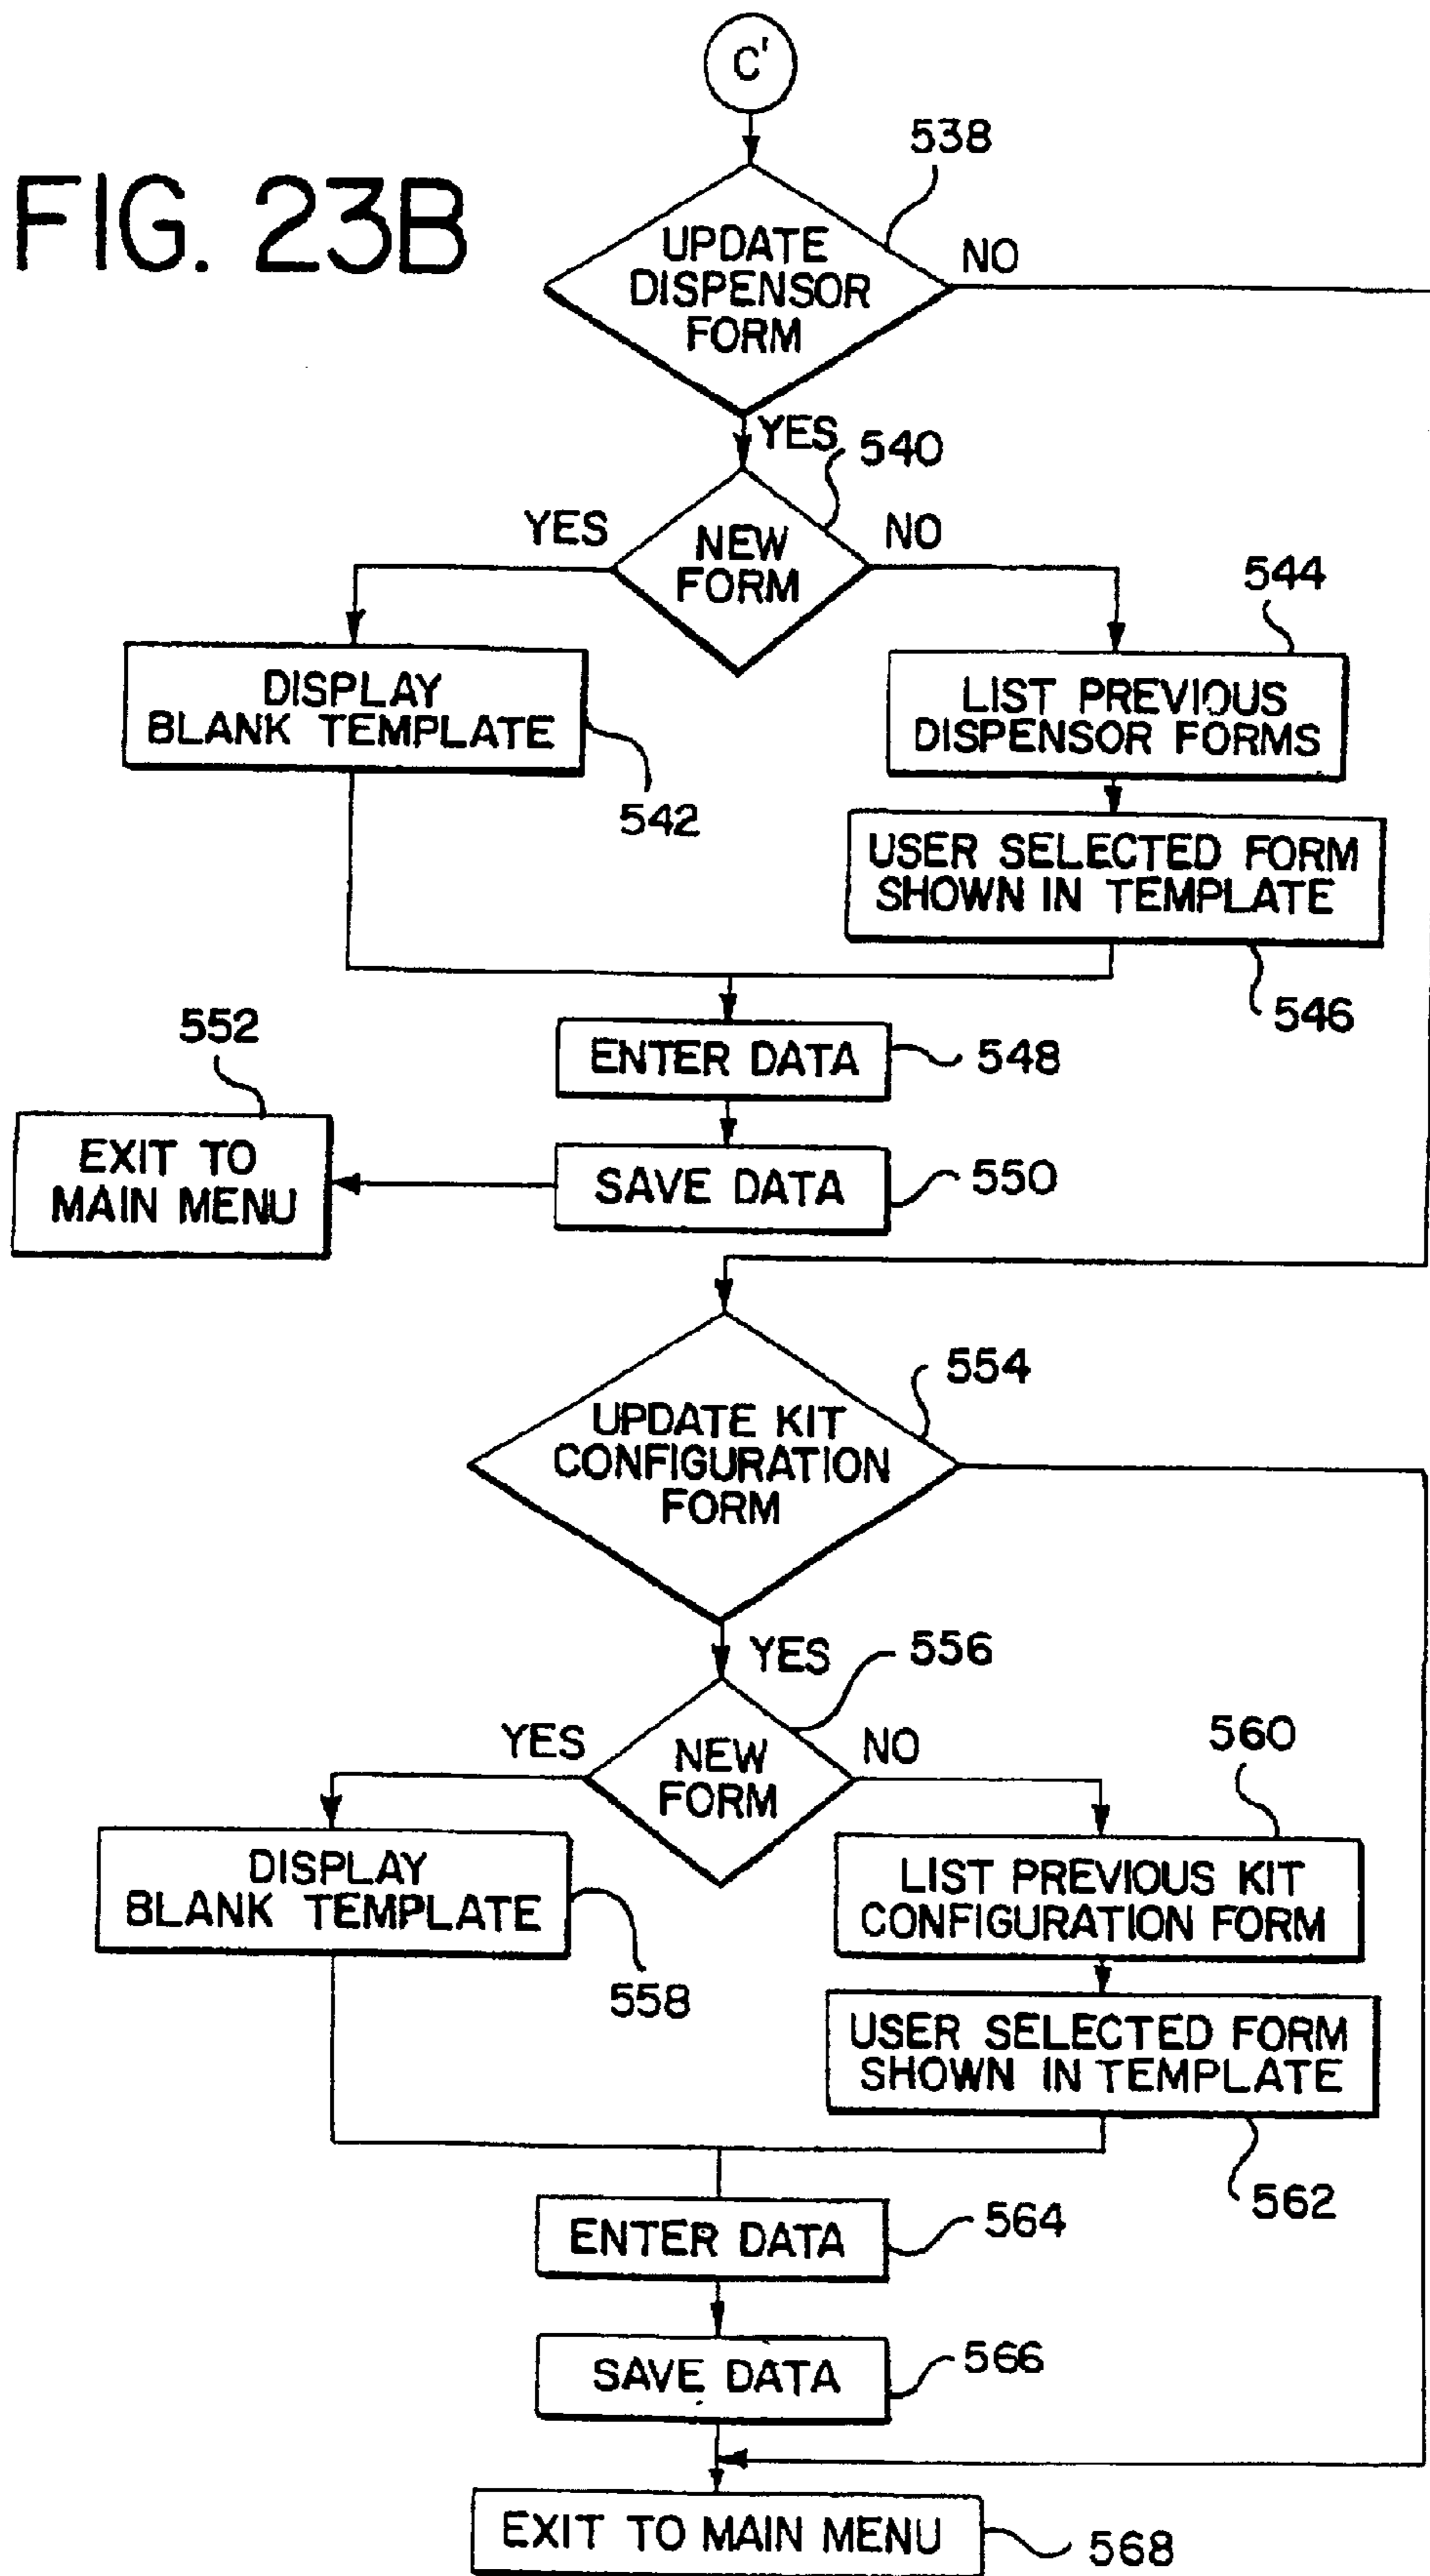 C'
538
FIG. 23B
UPDATE
DISPENSOR
FORM
NO
YES
540
YES
NEW
FORM
NO
544
DISPLAY
BLANK TEMPLATE
542
LIST PREVIOUS
DISPENSOR FORMS
USER SELECTED FORM
SHOWN IN TEMPLATE
546
552
ENTER DATA
548
EXIT TO
MAIN MENU
SAVE DATA
550
554
UPDATE KIT
CONFIGURATION
FORM
YES
556
YES
NEW
FORM
NO
560
DISPLAY
BLANK TEMPLATE
558
LIST PREVIOUS KIT
CONFIGURATION FORM
USER SELECTED FORM
SHOWN IN TEMPLATE
562
ENTER DATA
564
SAVE DATA
566
EXIT TO MAIN MENU
568